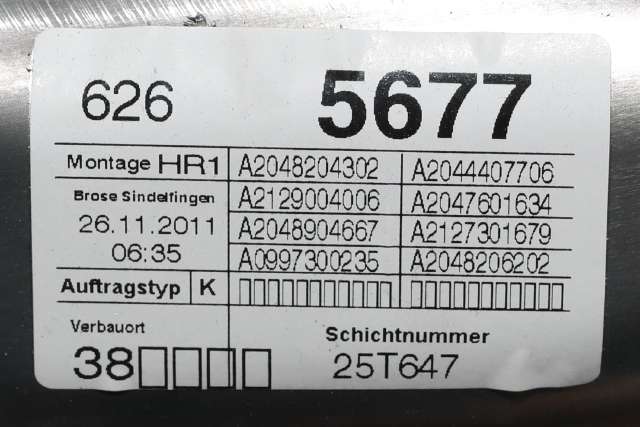 626 5677
Montage HR1 A2048204302 A2044407706
Brose Sindelfingen A2129004006 A2047601634
26.11.2011 A2048904667 A2127301679
06:35 A0997300235 A2048206202
Auftragstyp K
Verbauort Schichtnummer
38 25T647